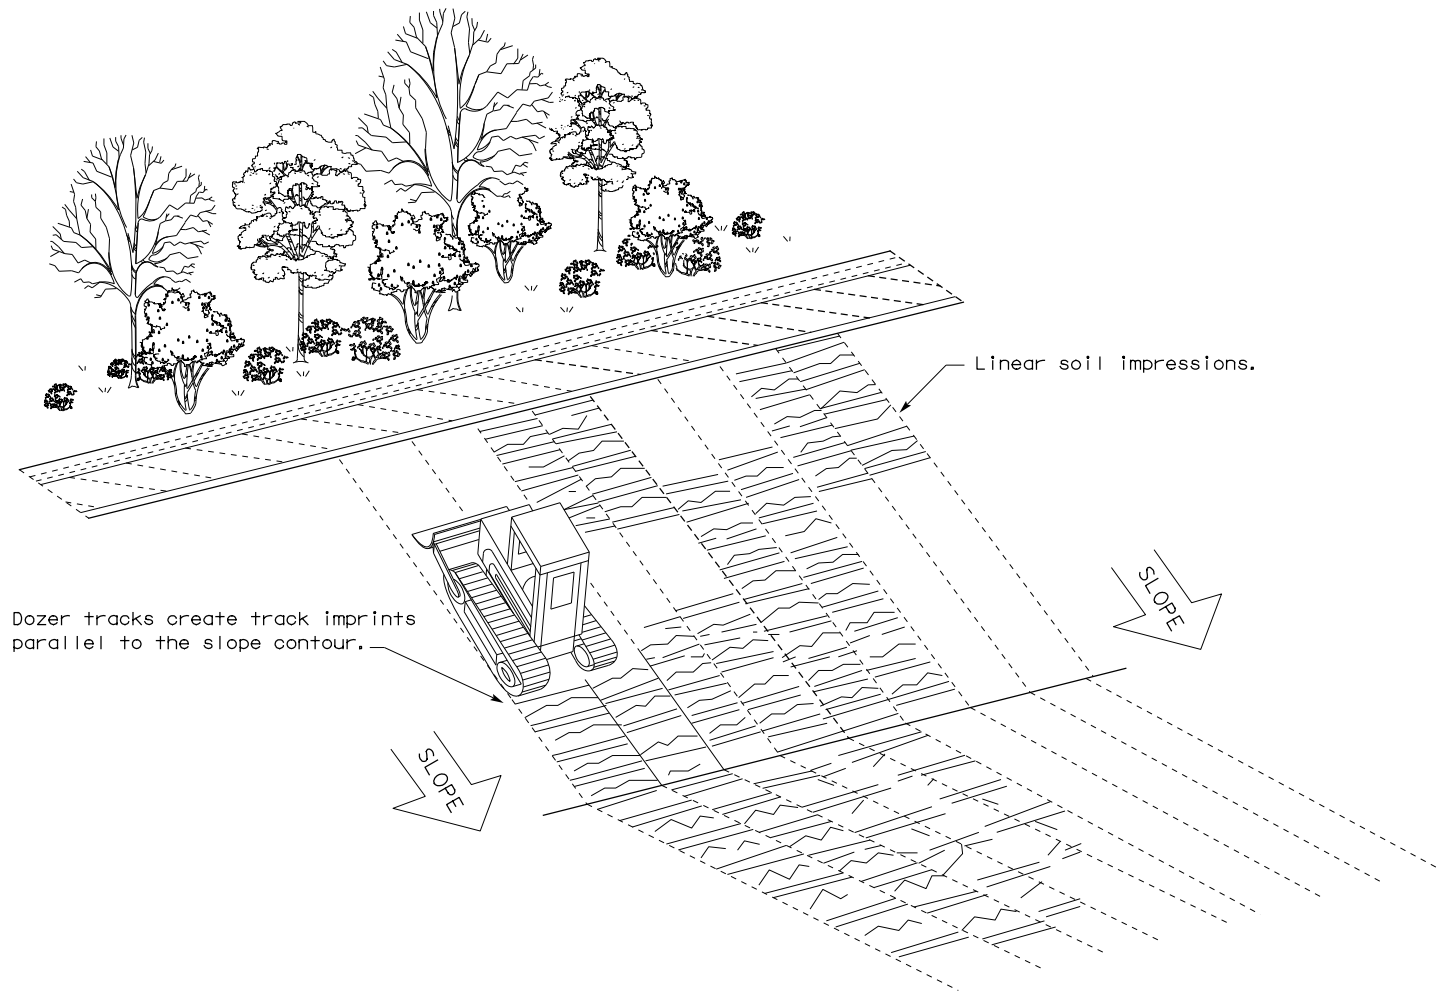 Linear soil impressions.
Dozer tracks create track imprints
parallel to the slope contour.
SLOPE
SLOPE